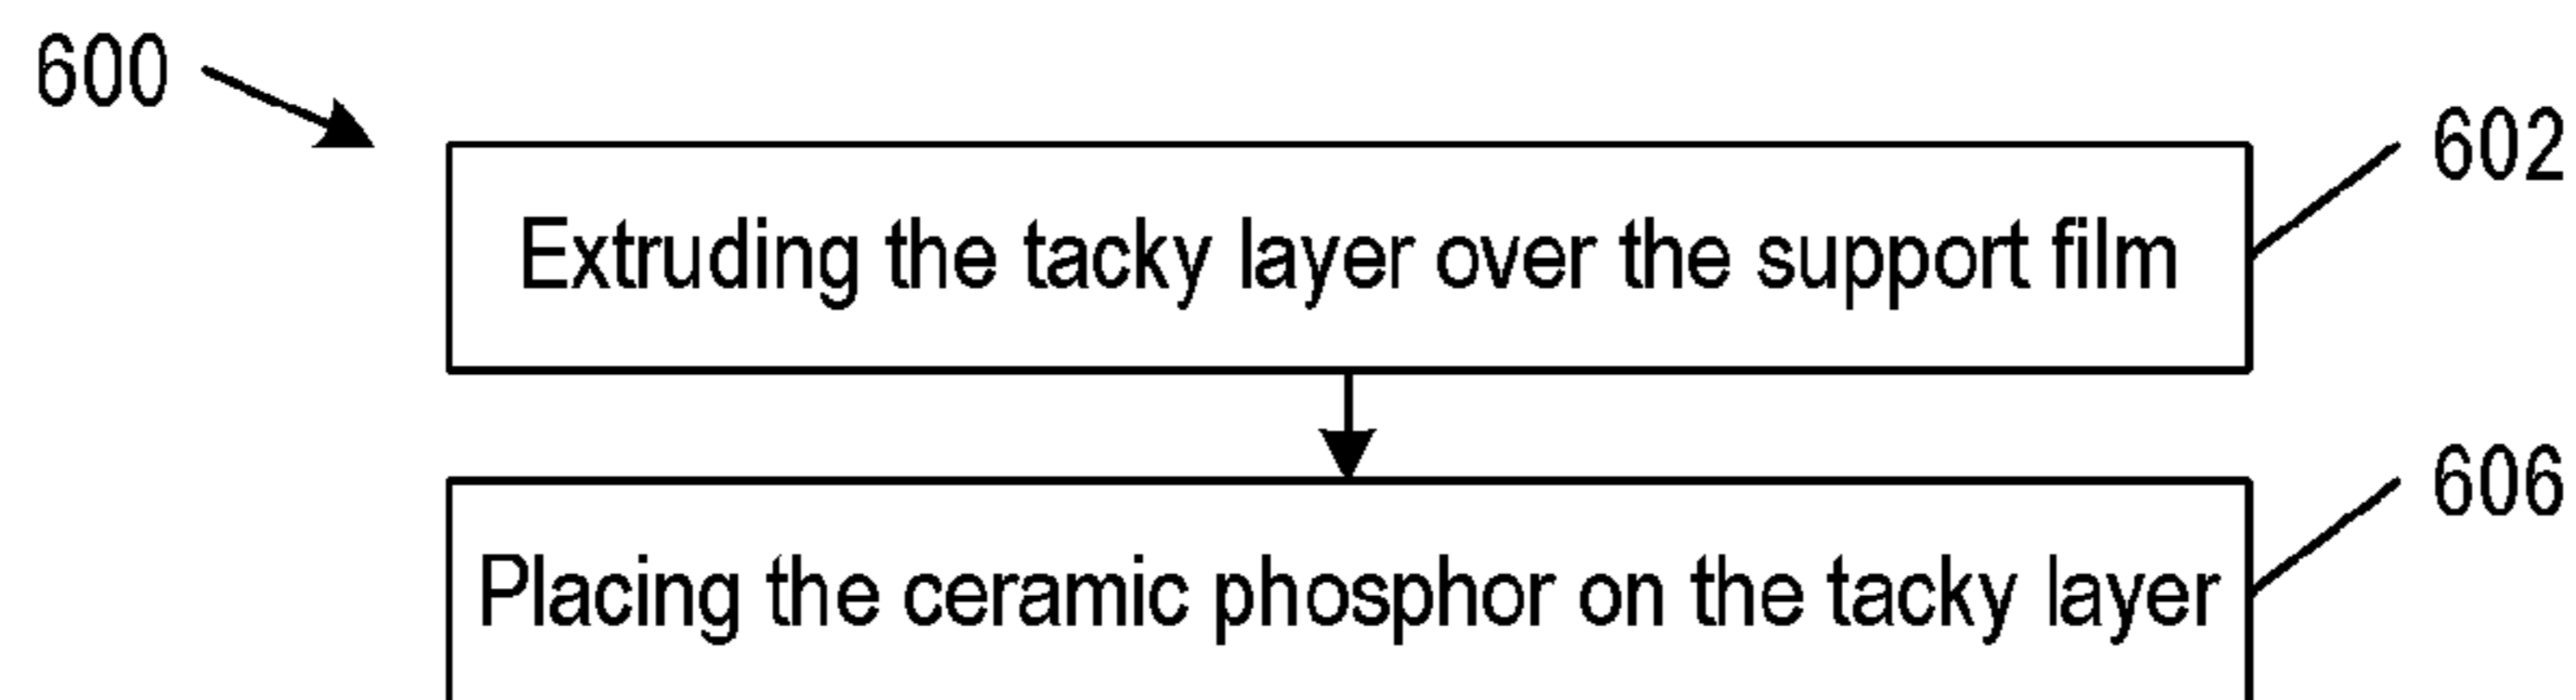 600
602
Extruding the tacky layer over the support film
606
Placing the ceramic phosphor on the tacky layer